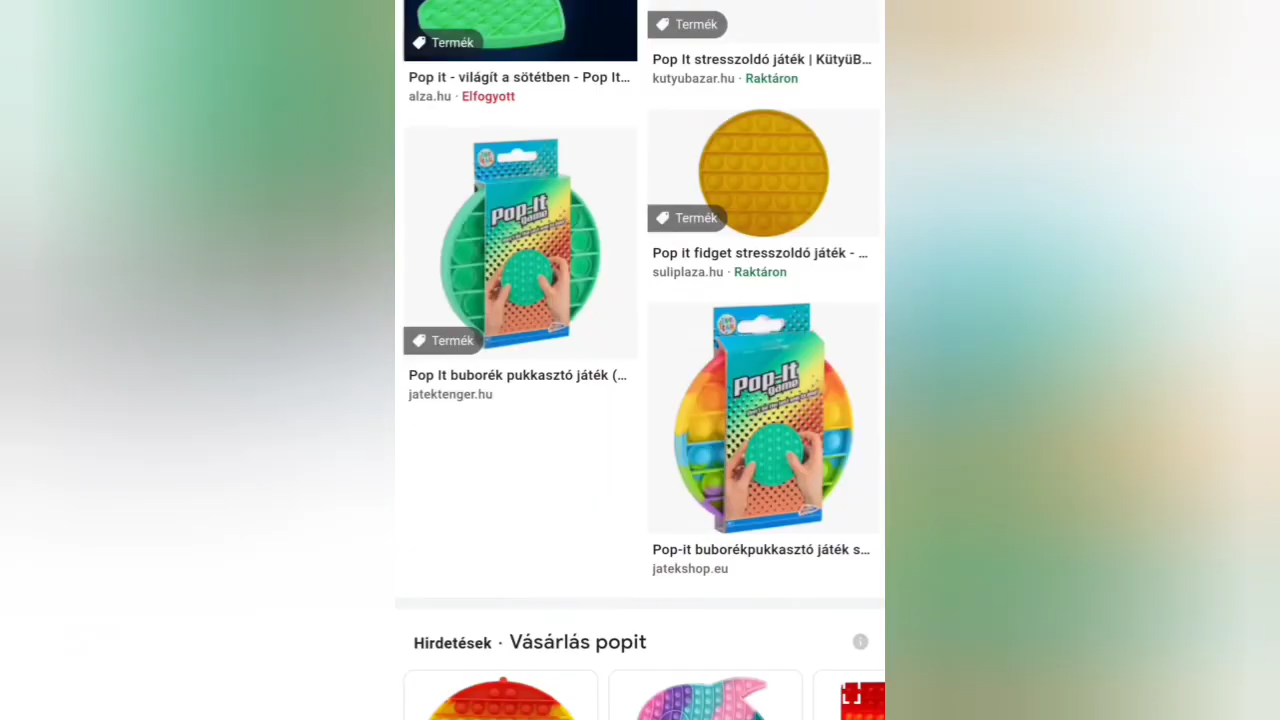 Termék
Pop it - világít a sötétben - Pop It...
alza.hu · Elfogyott
Pop-It
game
Termék
Pop It buborék pukkasztó játék (...
jatektenger.hu
Termék
Pop It stresszoldó játék | KütyüB...
kutyubazar.hu · Raktáron
Termék
Pop it fidget stresszoldó játék - ...
suliplaza.hu · Raktáron
Pop-It
game
Pop-it buborékpukkasztó játék s...
jatekshop.eu
Hirdetések · Vásárlás popit